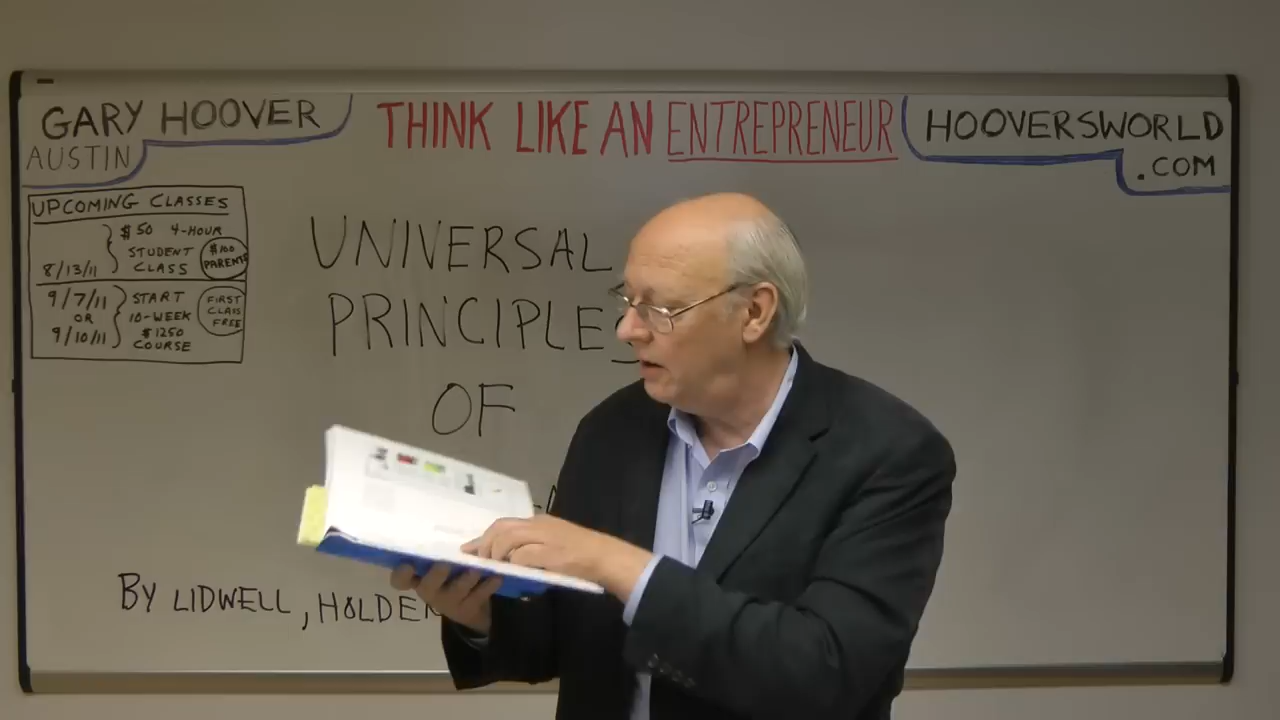 GARY HOOVER
AUSTIN
THINK LIKE AN ENTREPRENEUR
HOOVERSWORLD
.COM
UPCOMING CLASSES
8/13/11
$50 4-HOUR
STUDENT
CLASS
$100
PARENTS
9/7/11
OR
9/10/11
START
10-WEEK
$1250
COURSE
FIRST
CLASS
FREE
UNIVERSAL
PRINCIPLES
OF
BY LIDWELL, HOLDEN